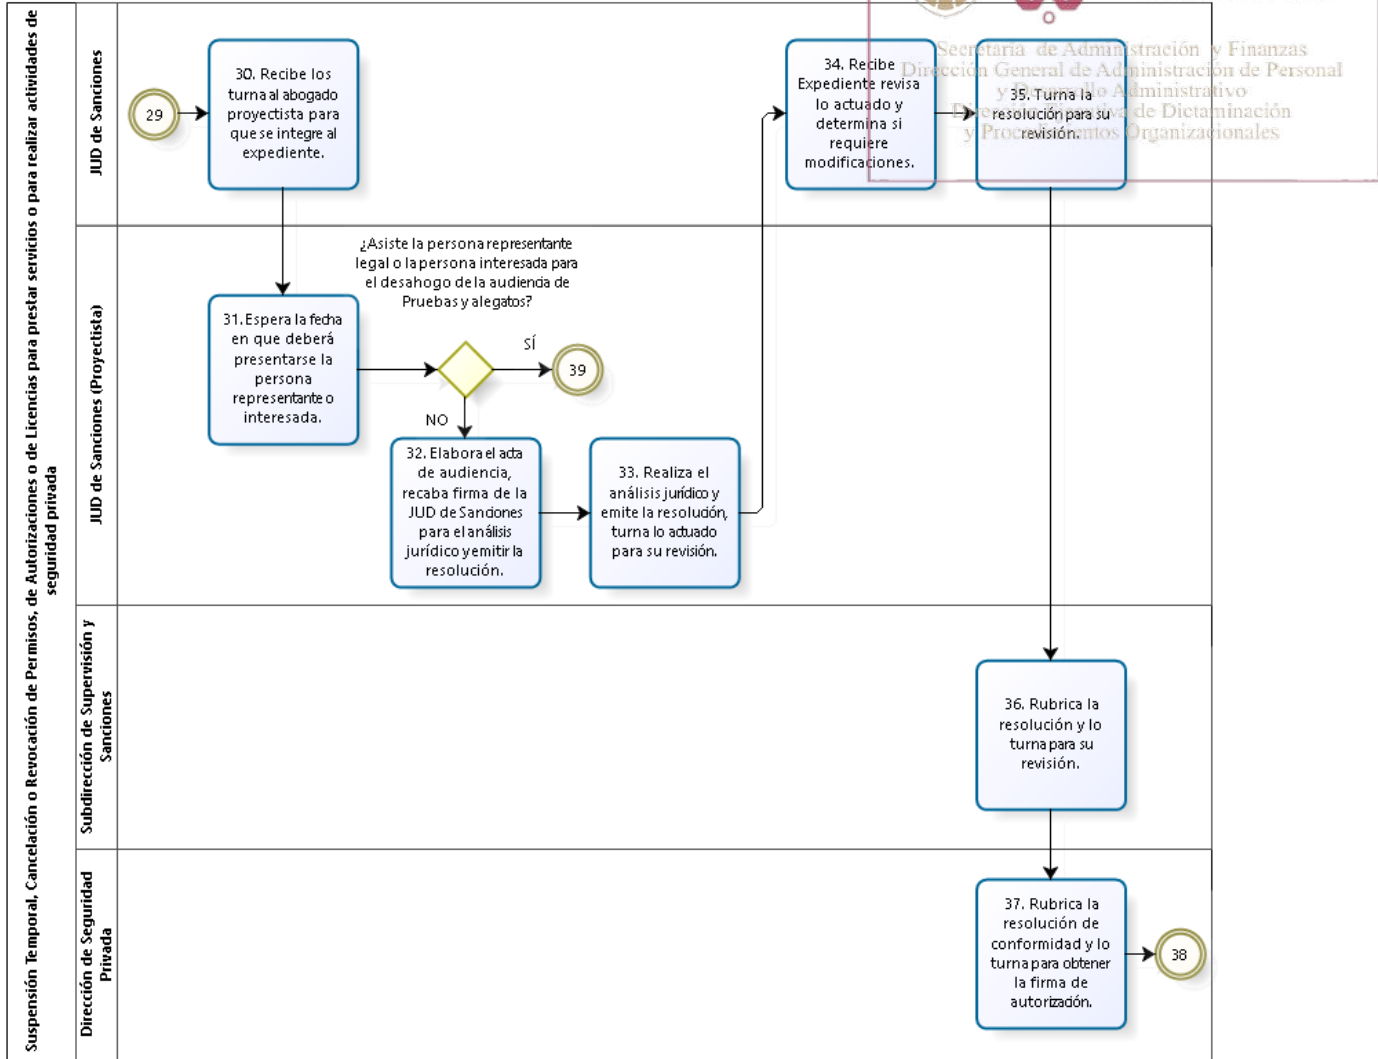 Suspensión Temporal, Cancelación o Revocación de Permisos, de Autorizaciones o de Licencias para prestar servicios o para realizar actividades de
seguridad privada
JUD de Sanciones
29
30. Recibe los
turna al abogado
proyectista para
que se integre al
expediente.
34. Recibe
Expediente revisa
lo actuado y
determina si
requiere
modificaciones.
35. Turna la
resolución para su
revisión.
Secretaría de Administración y Finanzas
Dirección General de Administración de Personal
y Desarrollo Administrativo
Dirección Ejecutiva de Dictaminación
y Procedimientos Organizacionales
JUD de Sanciones (Proyectista)
¿Asiste la persona representante
legal o la persona interesada para
el desahogo de la audiencia de
Pruebas y alegatos?
31. Espera la fecha
en que deberá
presentarse la
persona
representante o
interesada.
SÍ
39
NO
32. Elabora el acta
de audiencia,
recaba firma de la
JUD de Sanciones
para el análisis
jurídico y emitir la
resolución.
33. Realiza el
análisis jurídico y
emite la resolución,
turna lo actuado
para su revisión.
Subdirección de Supervisión y
Sanciones
36. Rubrica la
resolución y lo
turna para su
revisión.
Dirección de Seguridad
Privada
37. Rubrica la
resolución de
conformidad y lo
turna para obtener
la firma de
autorización.
38